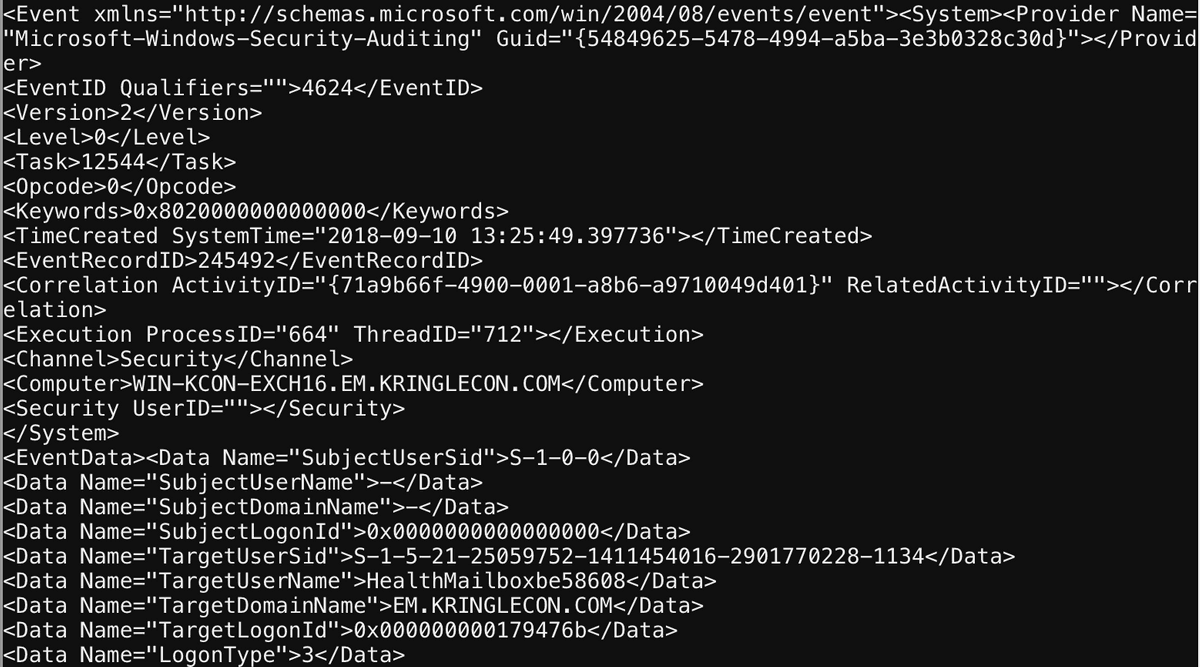 <Event xmlns="http://schemas.microsoft.com/win/2004/08/events/event"><System><Provider Name=
"Microsoft-Windows-Security-Auditing" Guid="{54849625-5478-4994-a5ba-3e3b0328c30d}"></Provid
er>
<EventID Qualifiers="">4624</EventID>
<Version>2</Version>
<Level>0</Level>
<Task>12544</Task>
<Opcode>0</Opcode>
<Keywords>0x8020000000000000</Keywords>
<TimeCreated SystemTime="2018-09-10 13:25:49.397736"></TimeCreated>
<EventRecordID>245492</EventRecordID>
<Correlation ActivityID="{71a9b66f-4900-0001-a8b6-a9710049d401}" RelatedActivityID=""></Corr
elation>
<Execution ProcessID="664" ThreadID="712"></Execution>
<Channel>Security</Channel>
<Computer>WIN-KCON-EXCH16.EM.KRINGLECON.COM</Computer>
<Security UserID=""></Security>
</System>
<EventData><Data Name="SubjectUserSid">S-1-0-0</Data>
<Data Name="SubjectUserName">-</Data>
<Data Name="SubjectDomainName">-</Data>
<Data Name="SubjectLogonId">0x0000000000000000</Data>
<Data Name="TargetUserSid">S-1-5-21-25059752-1411454016-2901770228-1134</Data>
<Data Name="TargetUserName">HealthMailboxbe58608</Data>
<Data Name="TargetDomainName">EM.KRINGLECON.COM</Data>
<Data Name="TargetLogonId">0x000000000179476b</Data>
<Data Name="LogonType">3</Data>